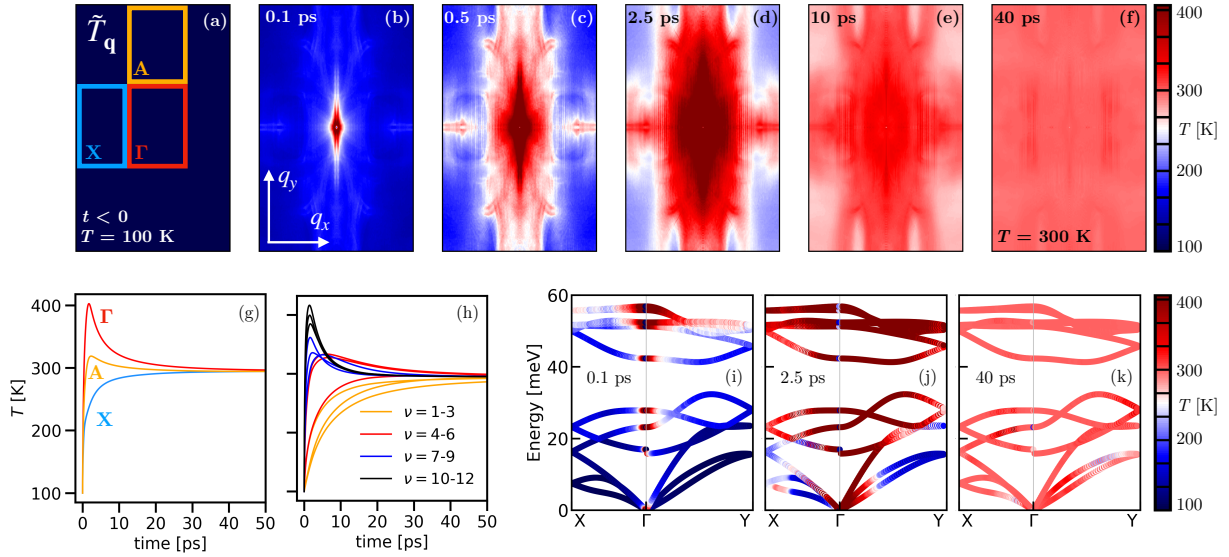 T̃q (a)
A
X Γ
t < 0
T = 100 K
0.1 ps (b)
qy
qx
0.5 ps (c)
2.5 ps (d)
10 ps (e)
40 ps (f)
T = 300 K
400
300
T [K]
200
100
(g)
Γ
A
X
400
300
200
100
T [K]
0 10 20 30 40 50
time [ps]
(h)
ν = 1-3
ν = 4-6
ν = 7-9
ν = 10-12
0 10 20 30 40 50
time [ps]
60
40
20
0
Energy [meV]
0.1 ps (i)
X Γ Y
2.5 ps (j)
X Γ Y
40 ps (k)
X Γ Y
400
300
T [K]
200
100